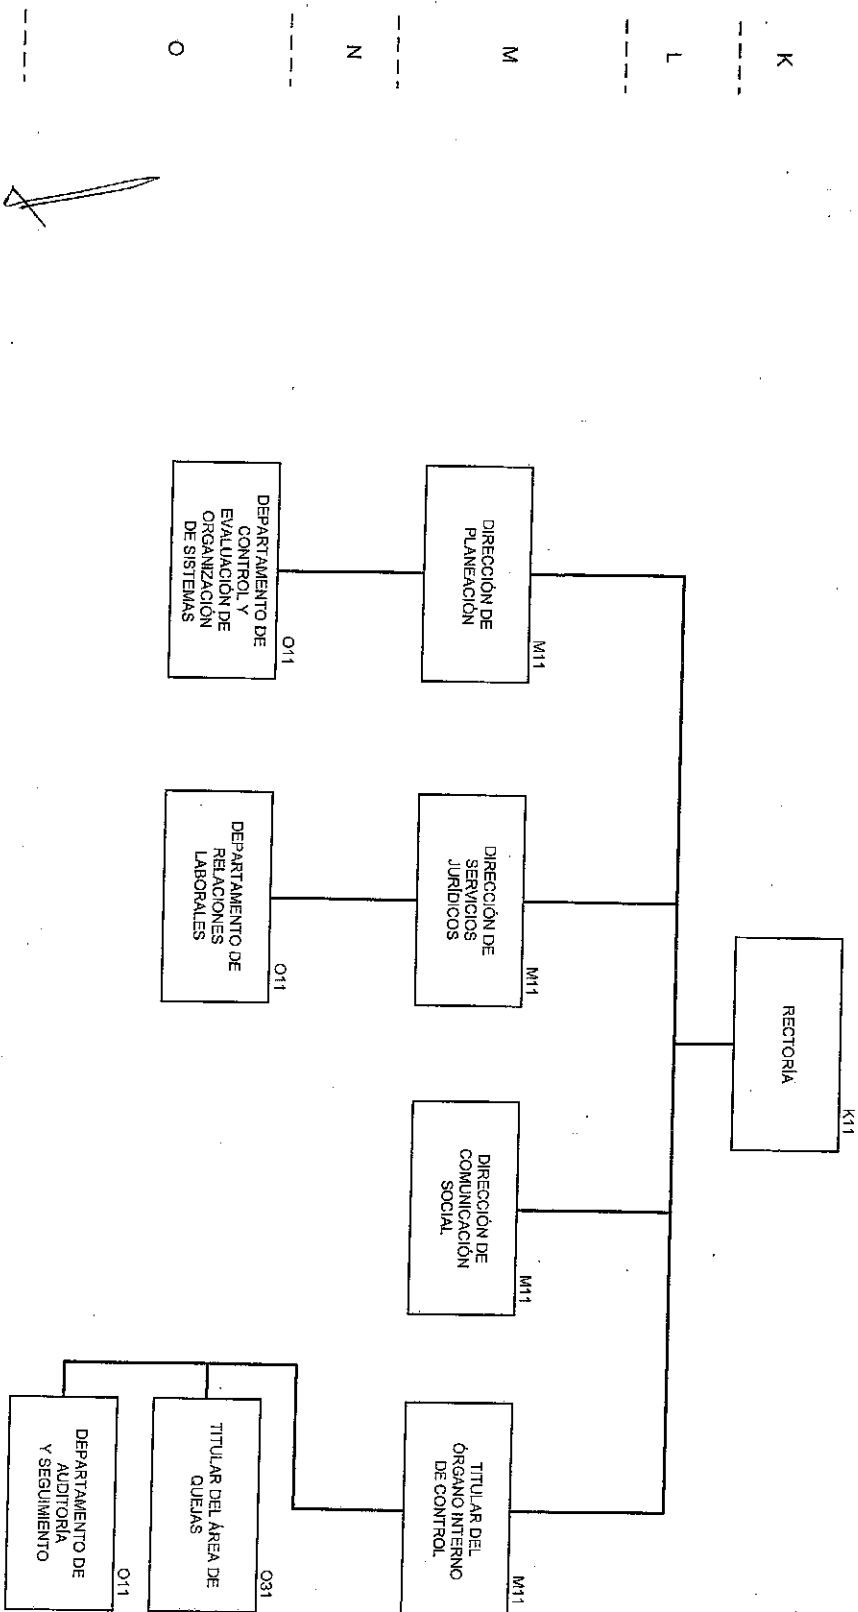 K
L
M
N
O
K11
RECTORÍA
M11
DIRECCIÓN DE
PLANEACIÓN
M11
DIRECCIÓN DE
SERVICIOS
JURÍDICOS
M11
DIRECCIÓN DE
COMUNICACIÓN
SOCIAL
M11
TITULAR DEL
ÓRGANO INTERNO
DE CONTROL
O11
DEPARTAMENTO DE
CONTROL Y
EVALUACIÓN DE
ORGANIZACIÓN
DE SISTEMAS
O11
DEPARTAMENTO DE
RELACIONES
LABORALES
O31
TITULAR DEL ÁREA DE
QUEJAS
O11
DEPARTAMENTO DE
AUDITORÍA
Y SEGUIMIENTO